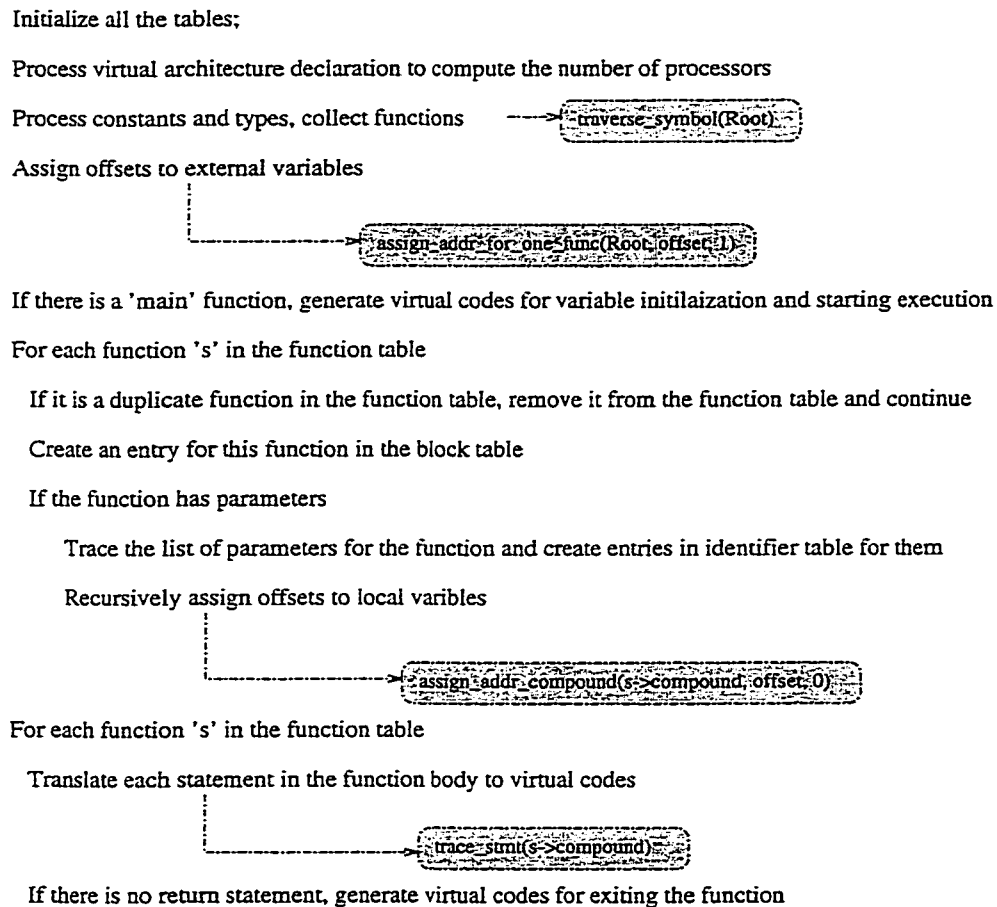 Initialize all the tables;
Process virtual architecture declaration to compute the number of processors
Process constants and types, collect functions traverse_symbol(Root)
Assign offsets to external variables
assign_addr_for_one_func(Root, offset, 1)
If there is a 'main' function, generate virtual codes for variable initilaization and starting execution
For each function 's' in the function table
If it is a duplicate function in the function table, remove it from the function table and continue
Create an entry for this function in the block table
If the function has parameters
Trace the list of parameters for the function and create entries in identifier table for them
Recursively assign offsets to local varibles
assign_addr_compound(s->compound, offset, 0)
For each function 's' in the function table
Translate each statement in the function body to virtual codes
trace_stmt(s->compound)
If there is no return statement, generate virtual codes for exiting the function